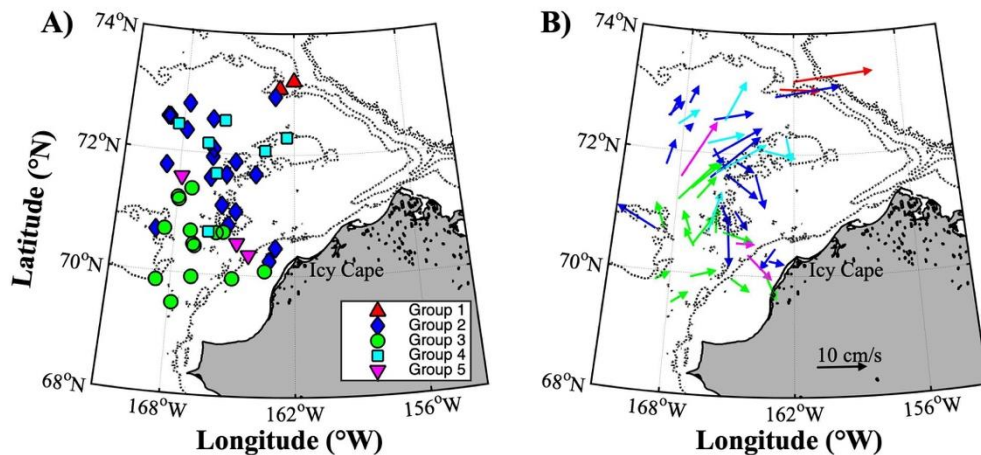 A)
B)
74°N
72°N
70°N
68°N
Latitude (°N)
Icy Cape
Group 1
Group 2
Group 3
Group 4
Group 5
168°W
162°W
156°W
Longitude (°W)
74°N
72°N
70°N
68°N
Icy Cape
10 cm/s
168°W
162°W
156°W
Longitude (°W)